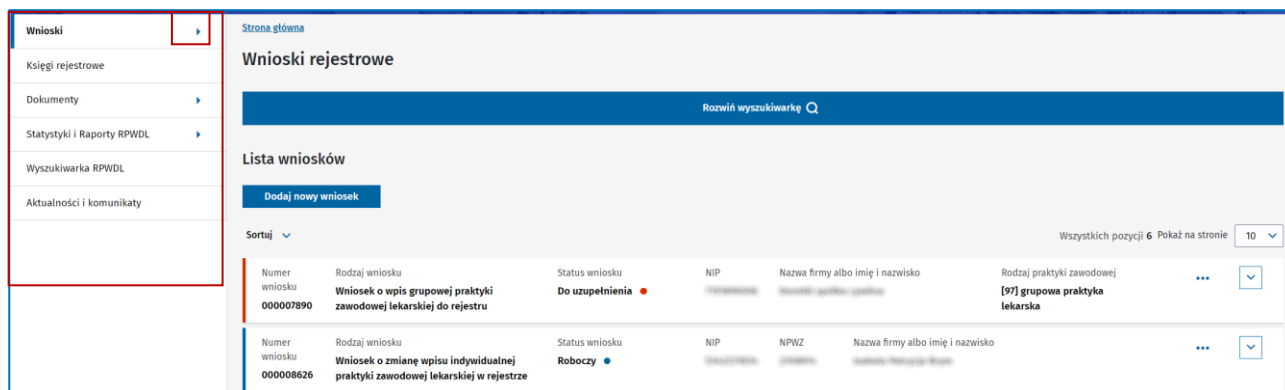 Wnioski
Księgi rejestrowe
Dokumenty
Statystyki i Raporty RPWDL
Wyszukiwarka RPWDL
Aktualności i komunikaty
Strona główna
Wnioski rejestrowe
Rozwiń wyszukiwarkę
Lista wniosków
Dodaj nowy wniosek
Sortuj
Wszystkich pozycji 6 Pokaż na stronie 10
Numer wniosku
000007890
Rodzaj wniosku
Wniosek o wpis grupowej praktyki
zawodowej lekarskiej do rejestru
Status wniosku
Do uzupełnienia
NIP
Nazwa firmy albo imię i nazwisko
Rodzaj praktyki zawodowej
[97] grupowa praktyka
lekarska
Numer wniosku
000008626
Rodzaj wniosku
Wniosek o zmianę wpisu indywidualnej
praktyki zawodowej lekarskiej w rejestrze
Status wniosku
Roboczy
NIP
NPWZ
Nazwa firmy albo imię i nazwisko